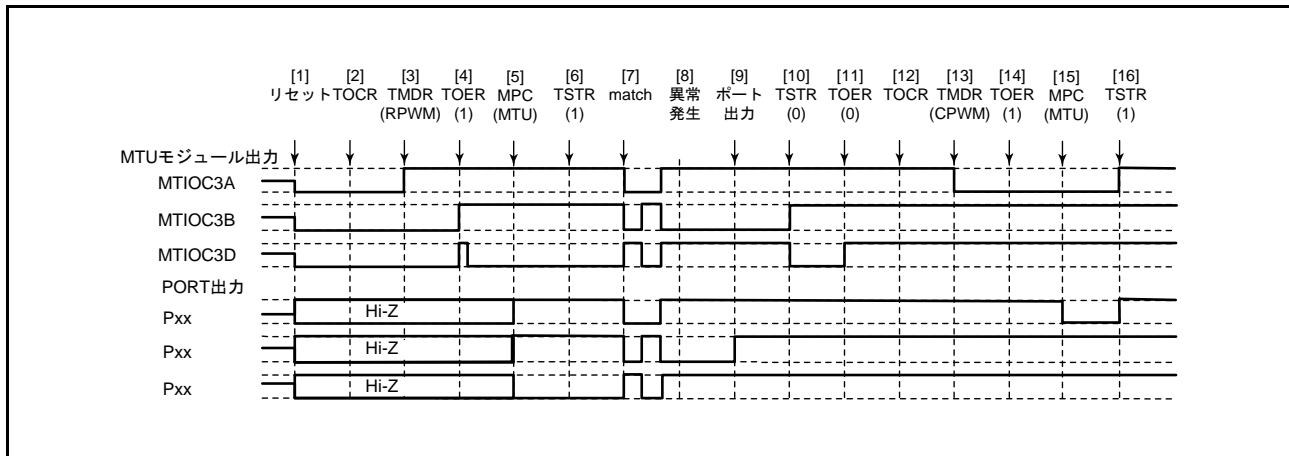 [1] [2] [3] [4] [5] [6] [7] [8] [9] [10] [11] [12] [13] [14] [15] [16]
リセット TOCR TMDR TOER MPC TSTR match 異常 ポート TSTR TOER TOCR TMDR TOER MPC TSTR
(RPWM) (1) (MTU) (1) 発生 出力 (0) (0) (CPWM) (1) (MTU) (1)
MTUモジュール出力
MTIOC3A
MTIOC3B
MTIOC3D
PORT出力
Pxx Hi-Z
Pxx Hi-Z
Pxx Hi-Z